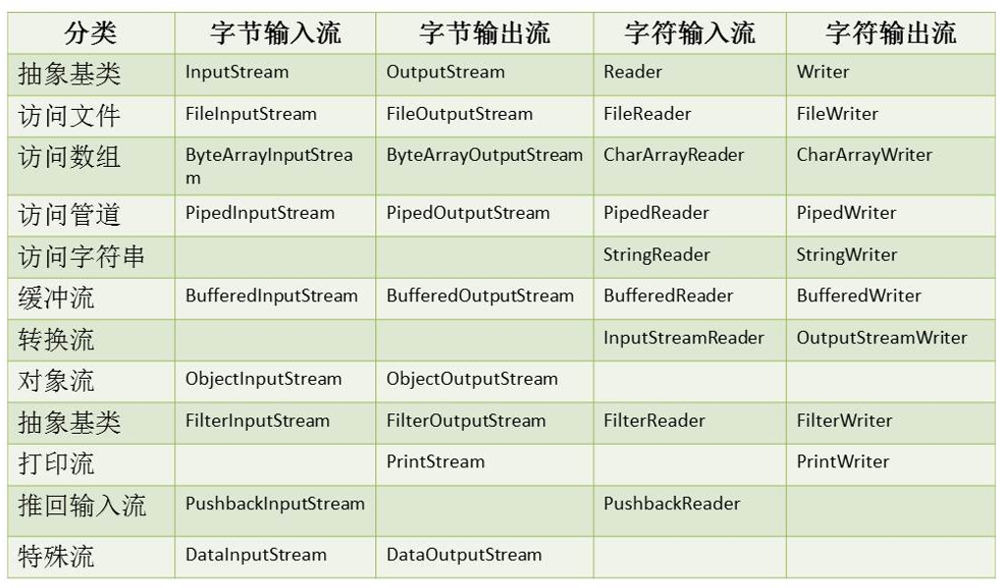 分类 字节输入流 字节输出流 字符输入流 字符输出流
抽象基类 InputStream OutputStream Reader Writer
访问文件 FileInputStream FileOutputStream FileReader FileWriter
访问数组 ByteArrayInputStrea ByteArrayOutputStream CharArrayReader CharArrayWriter
m
访问管道 PipedInputStream PipedOutputStream PipedReader PipedWriter
访问字符串 StringReader StringWriter
缓冲流 BufferedInputStream BufferedOutputStream BufferedReader BufferedWriter
转换流 InputStreamReader OutputStreamWriter
对象流 ObjectInputStream ObjectOutputStream
抽象基类 FilterInputStream FilterOutputStream FilterReader FilterWriter
打印流 PrintStream PrintWriter
推回输入流 PushbackInputStream PushbackReader
特殊流 DataInputStream DataOutputStream